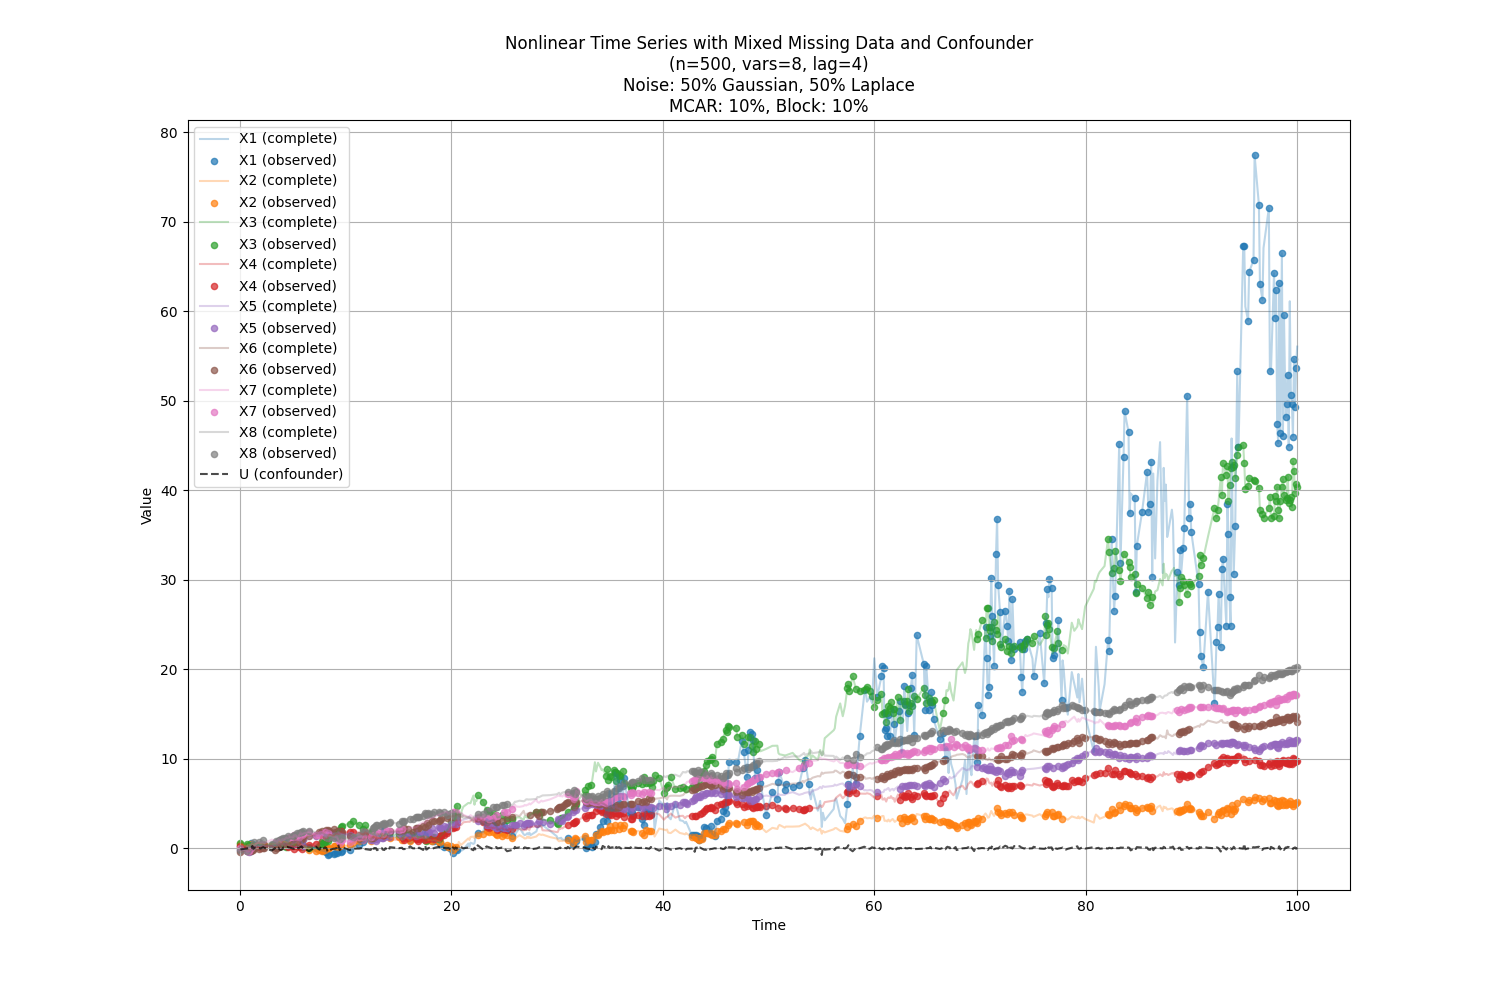 Nonlinear Time Series with Mixed Missing Data and Confounder
(n=500, vars=8, lag=4)
Noise: 50% Gaussian, 50% Laplace
MCAR: 10%, Block: 10%
X1 (complete)
X1 (observed)
X2 (complete)
X2 (observed)
X3 (complete)
X3 (observed)
X4 (complete)
X4 (observed)
X5 (complete)
X5 (observed)
X6 (complete)
X6 (observed)
X7 (complete)
X7 (observed)
X8 (complete)
X8 (observed)
U (confounder)
Value
80
70
60
50
40
30
20
10
0
0 20 40 60 80 100
Time